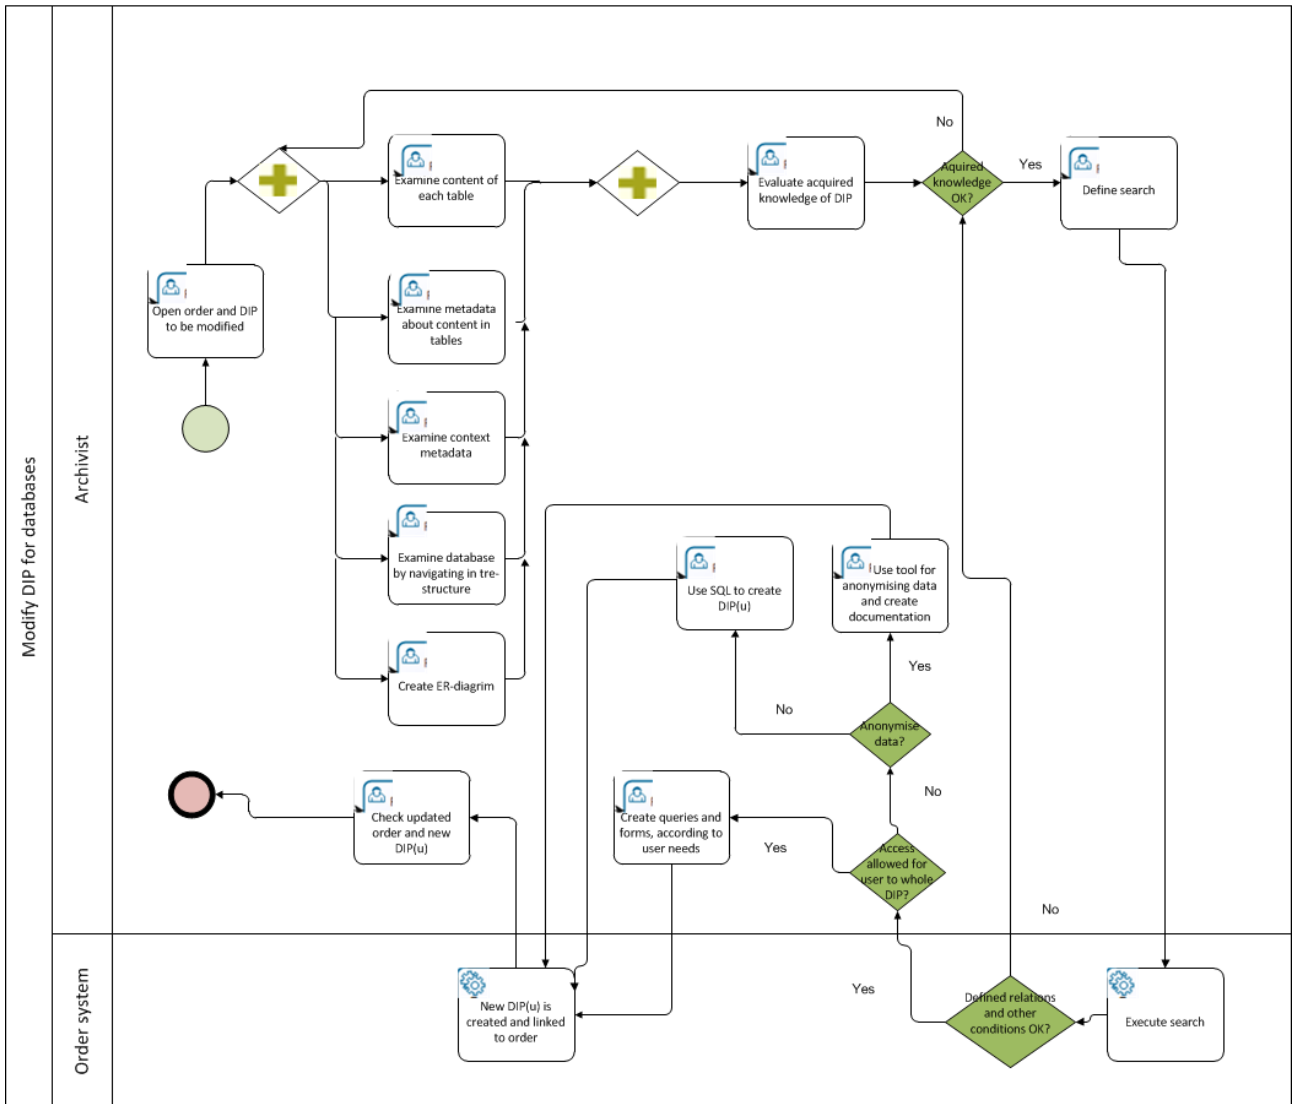 Modify DIP for databases
Archivist
Order system
No
Examine content of
each table
Evaluate acquired
knowledge of DIP
Aquired
knowledge
OK?
Yes
Define search
Open order and DIP
to be modified
Examine metadata
about content in
tables
Examine context
metadata
Examine database
by navigating in tre-
structure
Create ER-diagrim
Use SQL to create
DIP(u)
Use tool for
anonymising data
and create
documentation
Yes
No
Anonymise
data?
No
Check updated
order and new
DIP(u)
Create queries and
forms, according to
user needs
Yes
Access
allowed for
user to whole
DIP?
No
Yes
New DIP(u) is
created and linked
to order
Defined relations
and other
conditions OK?
Execute search